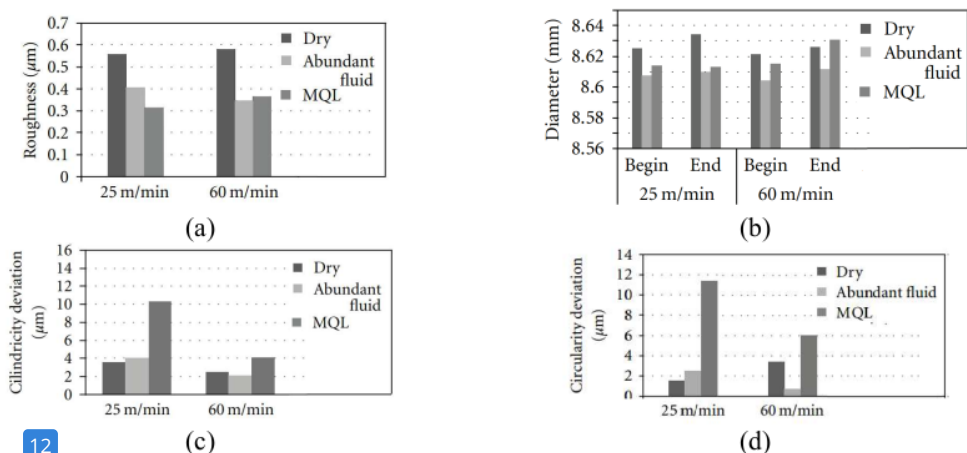 0.7
0.6
0.5
0.4
0.3
0.2
0.1
0
Roughness (μm)
Dry
Abundant
fluid
MQL
25 m/min 60 m/min
(a)
8.64
8.62
8.6
8.58
8.56
Diameter (mm)
Dry
Abundant
fluid
MQL
Begin End Begin End
25 m/min 60 m/min
(b)
16
14
12
10
8
6
4
2
0
Cilindricity deviation
(μm)
Dry
Abundant
fluid
MQL
25 m/min 60 m/min
(c)
14
12
10
8
6
4
2
0
Circularity deviation
(μm)
Dry
Abundant fluid
MQL
25 m/min 60 m/min
(d)
12